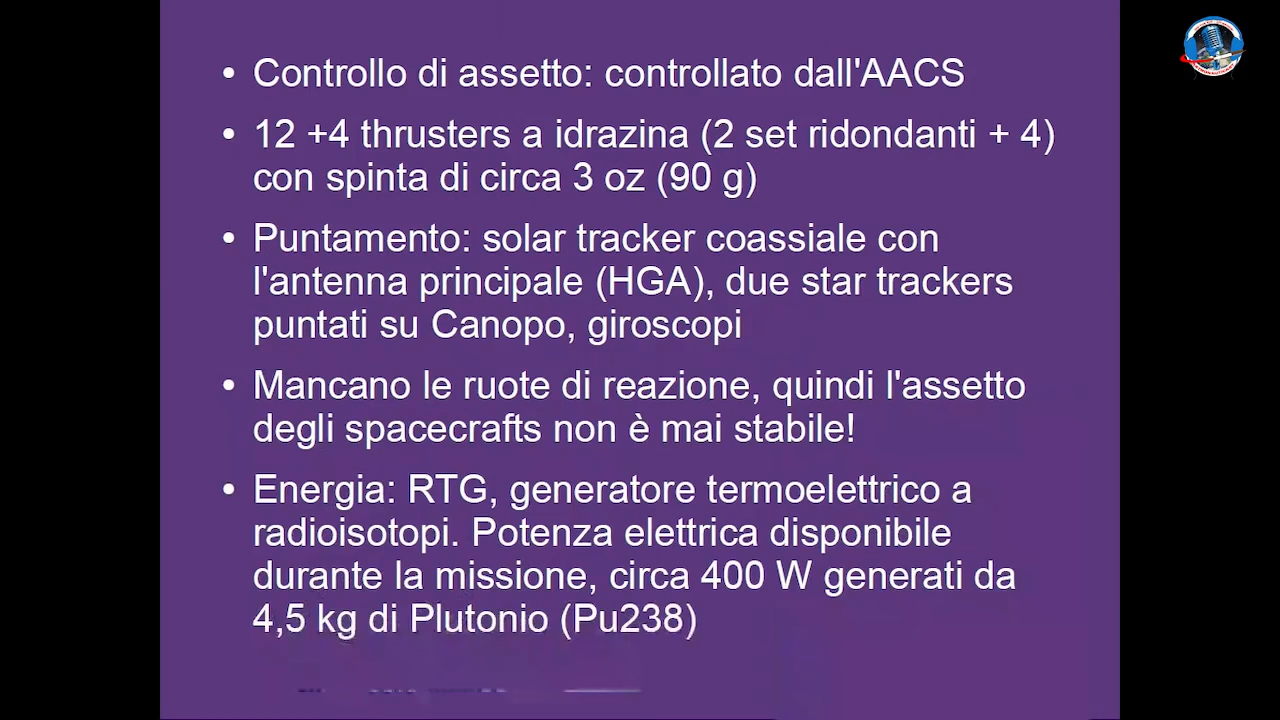 • Controllo di assetto: controllato dall'AACS
• 12 +4 thrusters a idrazina (2 set ridondanti + 4)
con spinta di circa 3 oz (90 g)
• Puntamento: solar tracker coassiale con
l'antenna principale (HGA), due star trackers
puntati su Canopo, giroscopi
• Mancano le ruote di reazione, quindi l'assetto
degli spacecrafts non è mai stabile!
• Energia: RTG, generatore termoelettrico a
radioisotopi. Potenza elettrica disponibile
durante la missione, circa 400 W generati da
4,5 kg di Plutonio (Pu238)